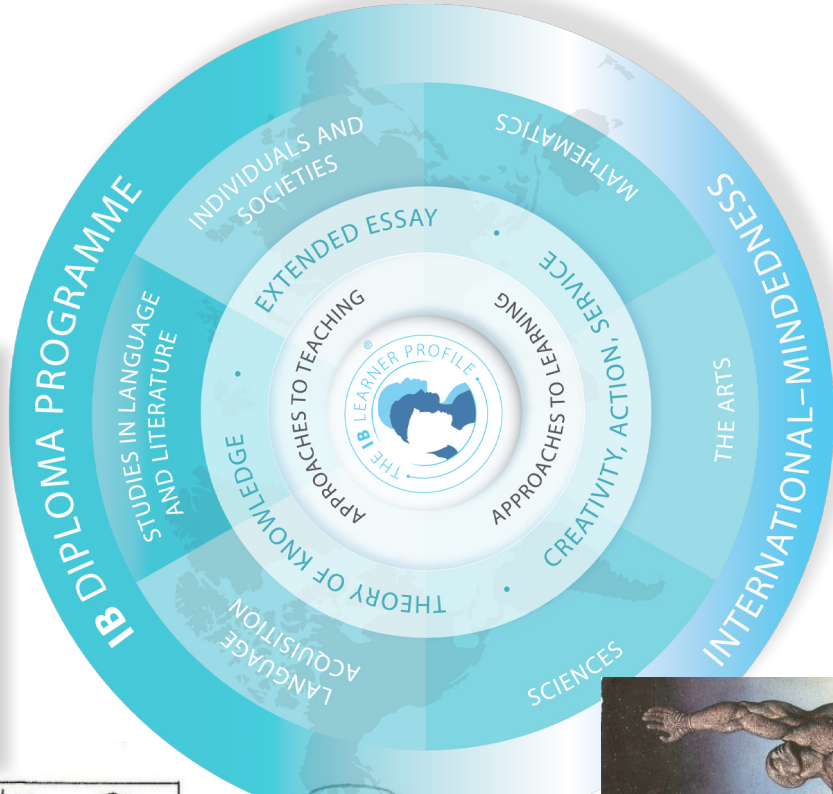 IB DIPLOMA PROGRAMME
INTERNATIONAL–MINDEDNESS
STUDIES IN LANGUAGE
AND LITERATURE
INDIVIDUALS AND
SOCIETIES
MATHEMATICS
THE ARTS
SCIENCES
LANGUAGE
ACQUISITION
EXTENDED ESSAY
CREATIVITY, ACTION, SERVICE
THEORY OF KNOWLEDGE
APPROACHES TO TEACHING
APPROACHES TO LEARNING
THE IB LEARNER PROFILE
®